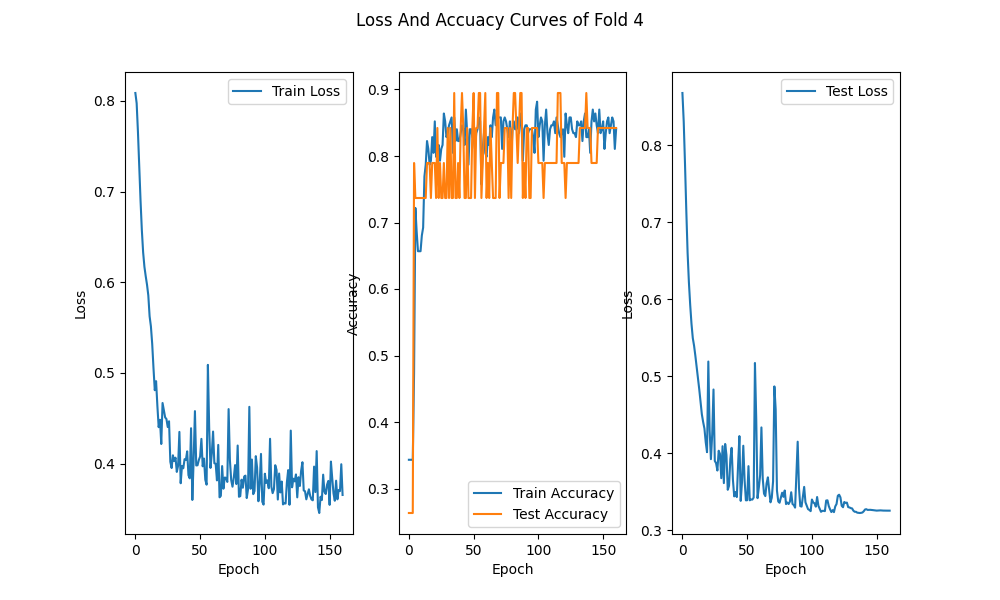 Loss And Accuacy Curves of Fold 4
Train Loss
0.8
0.7
0.6
0.5
0.4
Loss
0 50 100 150
Epoch
0.9
0.8
0.7
0.6
0.5
0.4
0.3
Accuracy
Train Accuracy
Test Accuracy
0 50 100 150
Epoch
Test Loss
0.8
0.7
0.6
0.5
0.4
0.3
Loss
0 50 100 150
Epoch